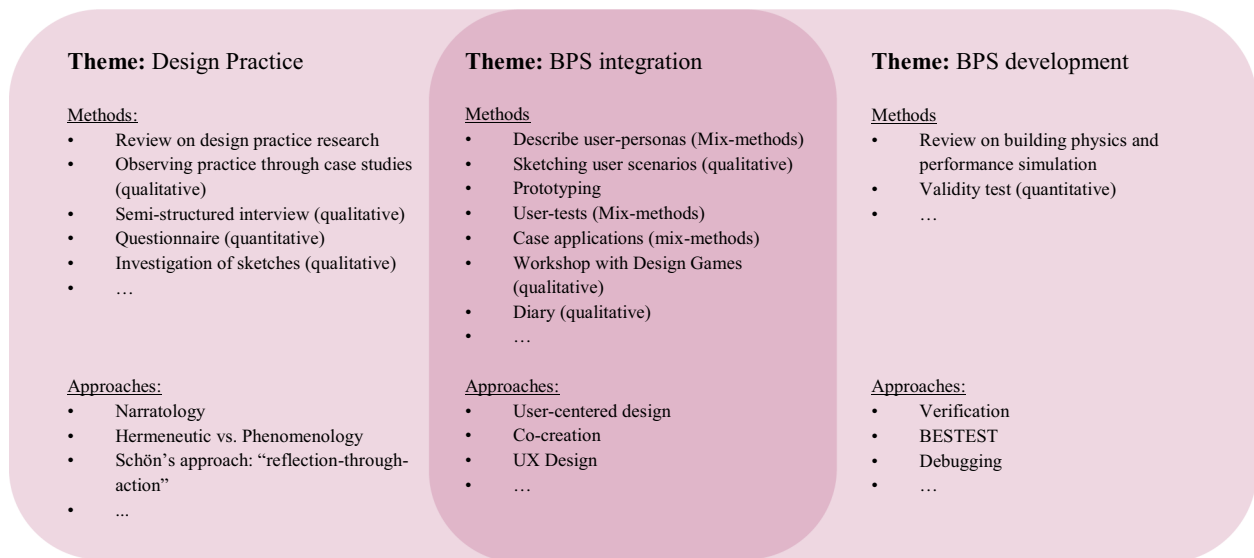 Theme: Design Practice
Methods:
• Review on design practice research
• Observing practice through case studies
(qualitative)
• Semi-structured interview (qualitative)
• Questionnaire (quantitative)
• Investigation of sketches (qualitative)
• …
Approaches:
• Narratology
• Hermeneutic vs. Phenomenology
• Schön’s approach: “reflection-through-
action”
• ...
Theme: BPS integration
Methods
• Describe user-personas (Mix-methods)
• Sketching user scenarios (qualitative)
• Prototyping
• User-tests (Mix-methods)
• Case applications (mix-methods)
• Workshop with Design Games
(qualitative)
• Diary (qualitative)
• …
Approaches:
• User-centered design
• Co-creation
• UX Design
• …
Theme: BPS development
Methods
• Review on building physics and
performance simulation
• Validity test (quantitative)
• …
Approaches:
• Verification
• BESTEST
• Debugging
• …